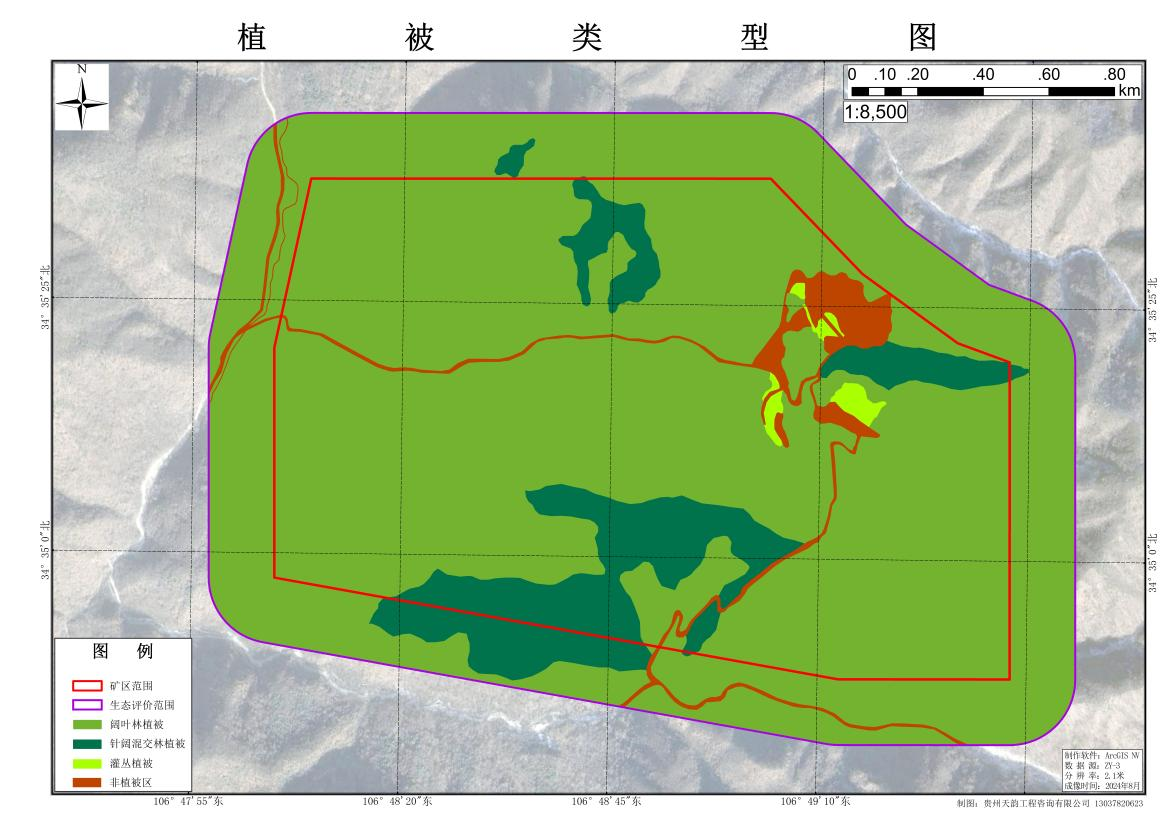 植 被 类 型 图
N
0 .10 .20 .40 .60 .80
km
1:8,500
34° 35′25″北
34° 35′25″北
34° 35′0″北
34° 35′0″北
图 例
矿区范围
生态评价范围
阔叶林植被
针阔混交林植被
灌丛植被
非植被区
制作软件：ArcGIS NV
数 据 源：ZY-3
分 辨 率：2.1米
成像时间：2024年8月
106° 47′55″东
106° 48′20″东
106° 48′45″东
106° 49′10″东
制图：贵州天韵工程咨询有限公司 13037820623